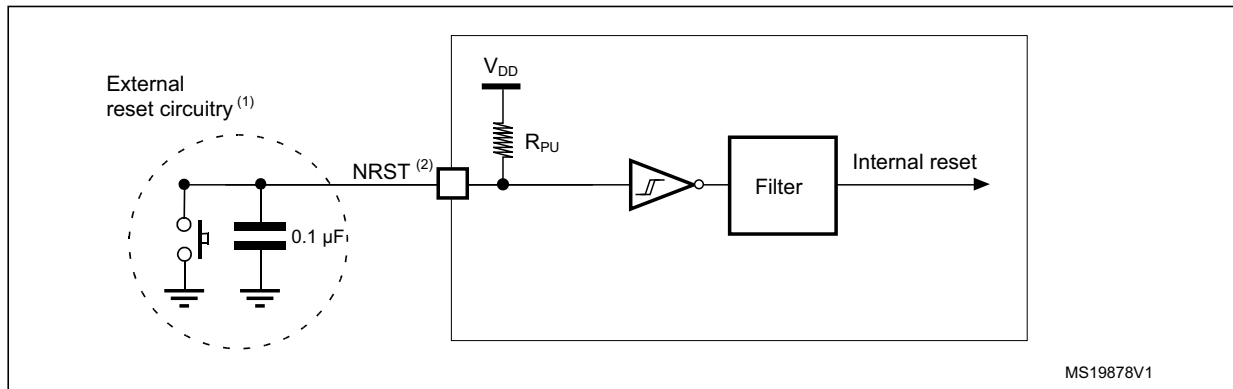 External
reset circuitry (1)
VDD
RPU
NRST (2)
Filter
Internal reset
0.1 μF
MS19878V1